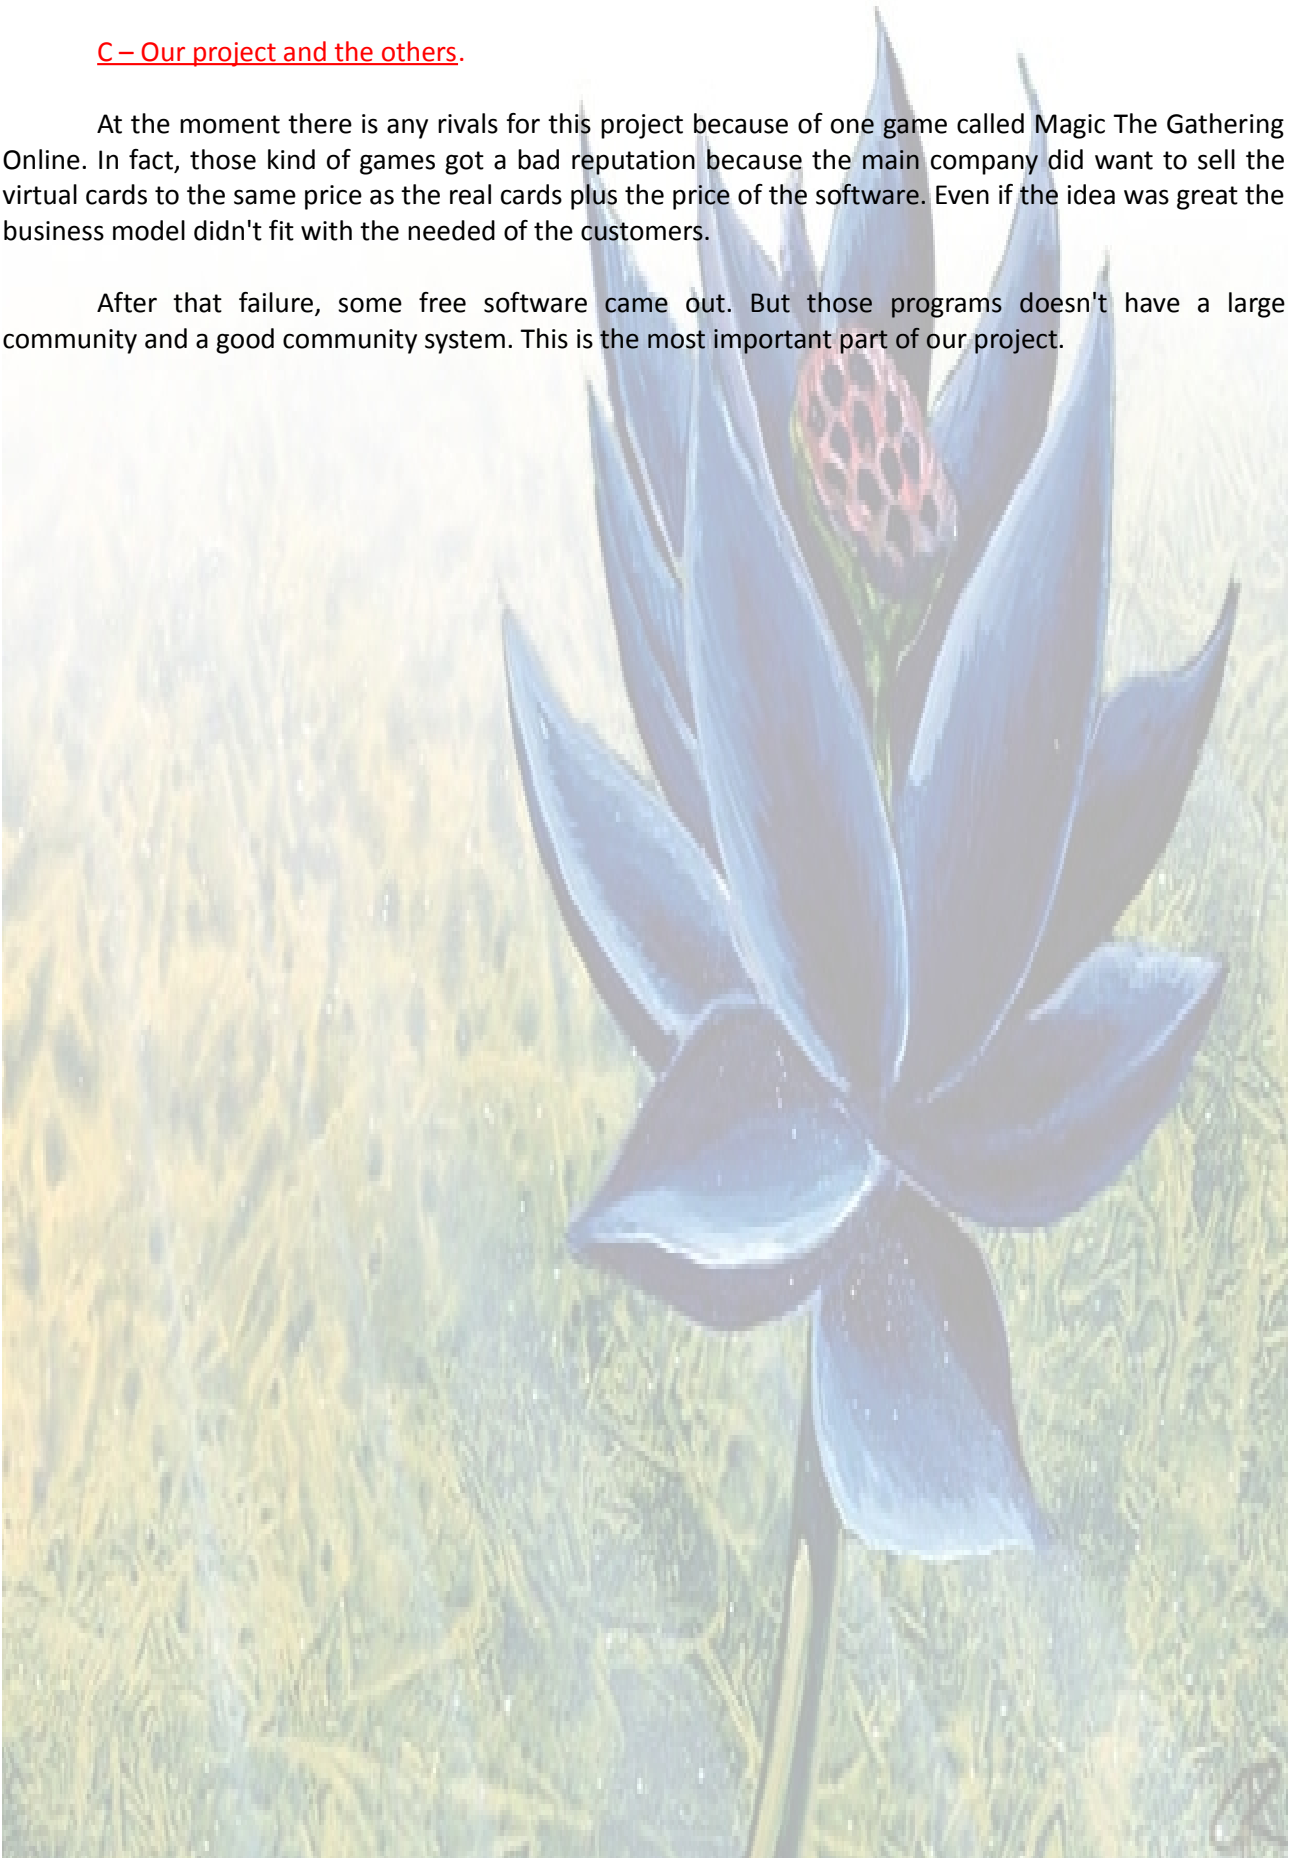 C – Our project and the others.
At the moment there is any rivals for this project because of one game called Magic The Gathering
Online. In fact, those kind of games got a bad reputation because the main company did want to sell the
virtual cards to the same price as the real cards plus the price of the software. Even if the idea was great the
business model didn't fit with the needed of the customers.
After that failure, some free software came out. But those programs doesn't have a large
community and a good community system. This is the most important part of our project.